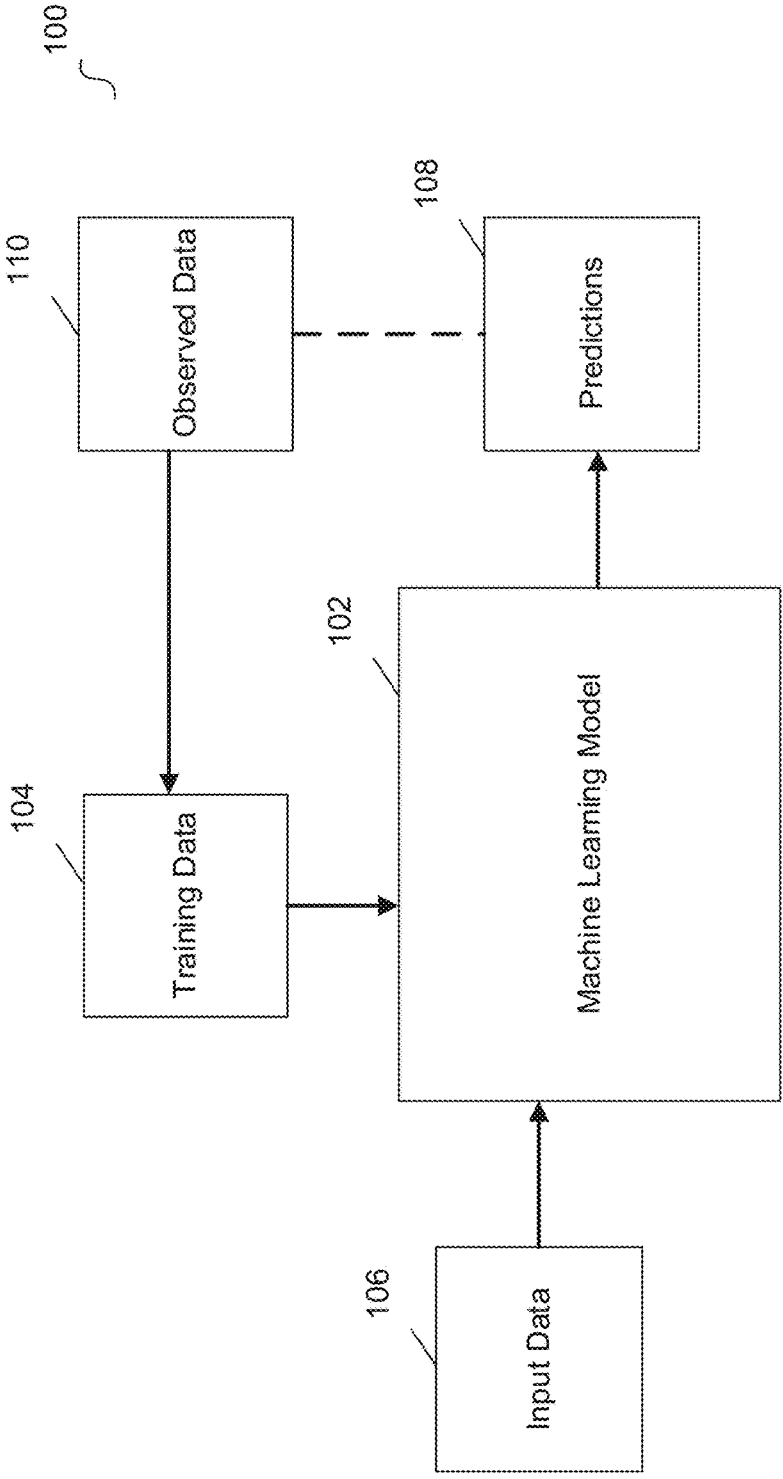 100
110
Observed Data
104
Training Data
108
Predictions
102
Machine Learning Model
106
Input Data